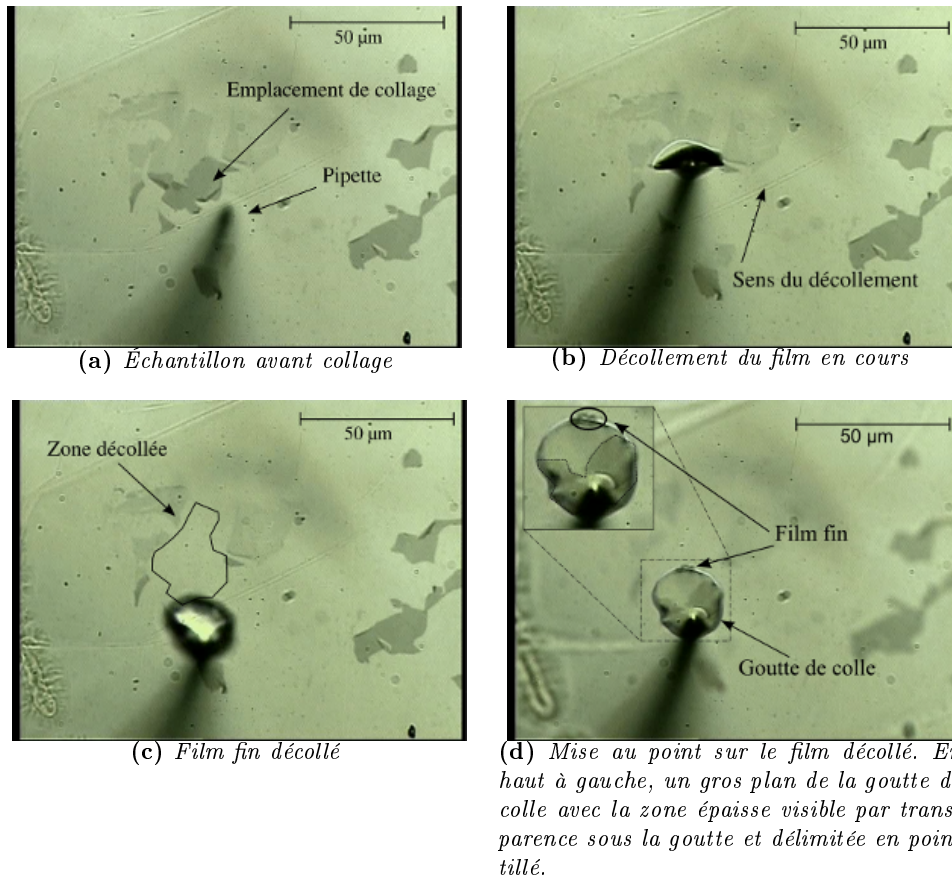 50 µm
Emplacement de collage
Pipette
(a) Échantillon avant collage
50 µm
Sens du décollement
(b) Décollement du film en cours
50 µm
Zone décollée
(c) Film fin décollé
50 µm
Film fin
Goutte de colle
(d) Mise au point sur le film décollé. En
haut à gauche, un gros plan de la goutte d
colle avec la zone épaisse visible par trans
parence sous la goutte et délimitée en poin
tillé.